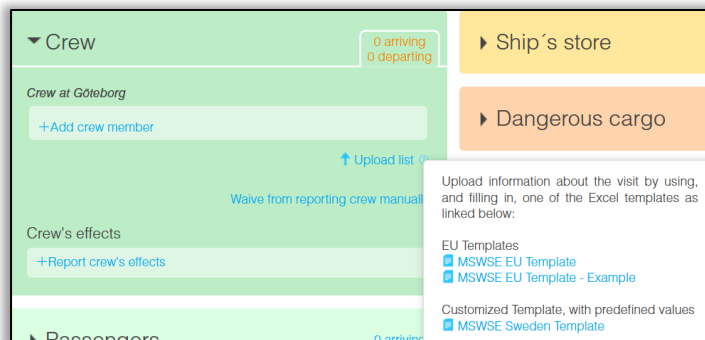 Crew
0 arriving
0 departing
Crew at Göteborg
+Add crew member
Upload list
Waive from reporting crew manuall
Crew's effects
+Report crew's effects
Passengers
0 arriving
Ship´s store
Dangerous cargo
Upload information about the visit by using,
and filling in, one of the Excel templates as
linked below:
EU Templates
MSWSE EU Template
MSWSE EU Template - Example
Customized Template, with predefined values
MSWSE Sweden Template